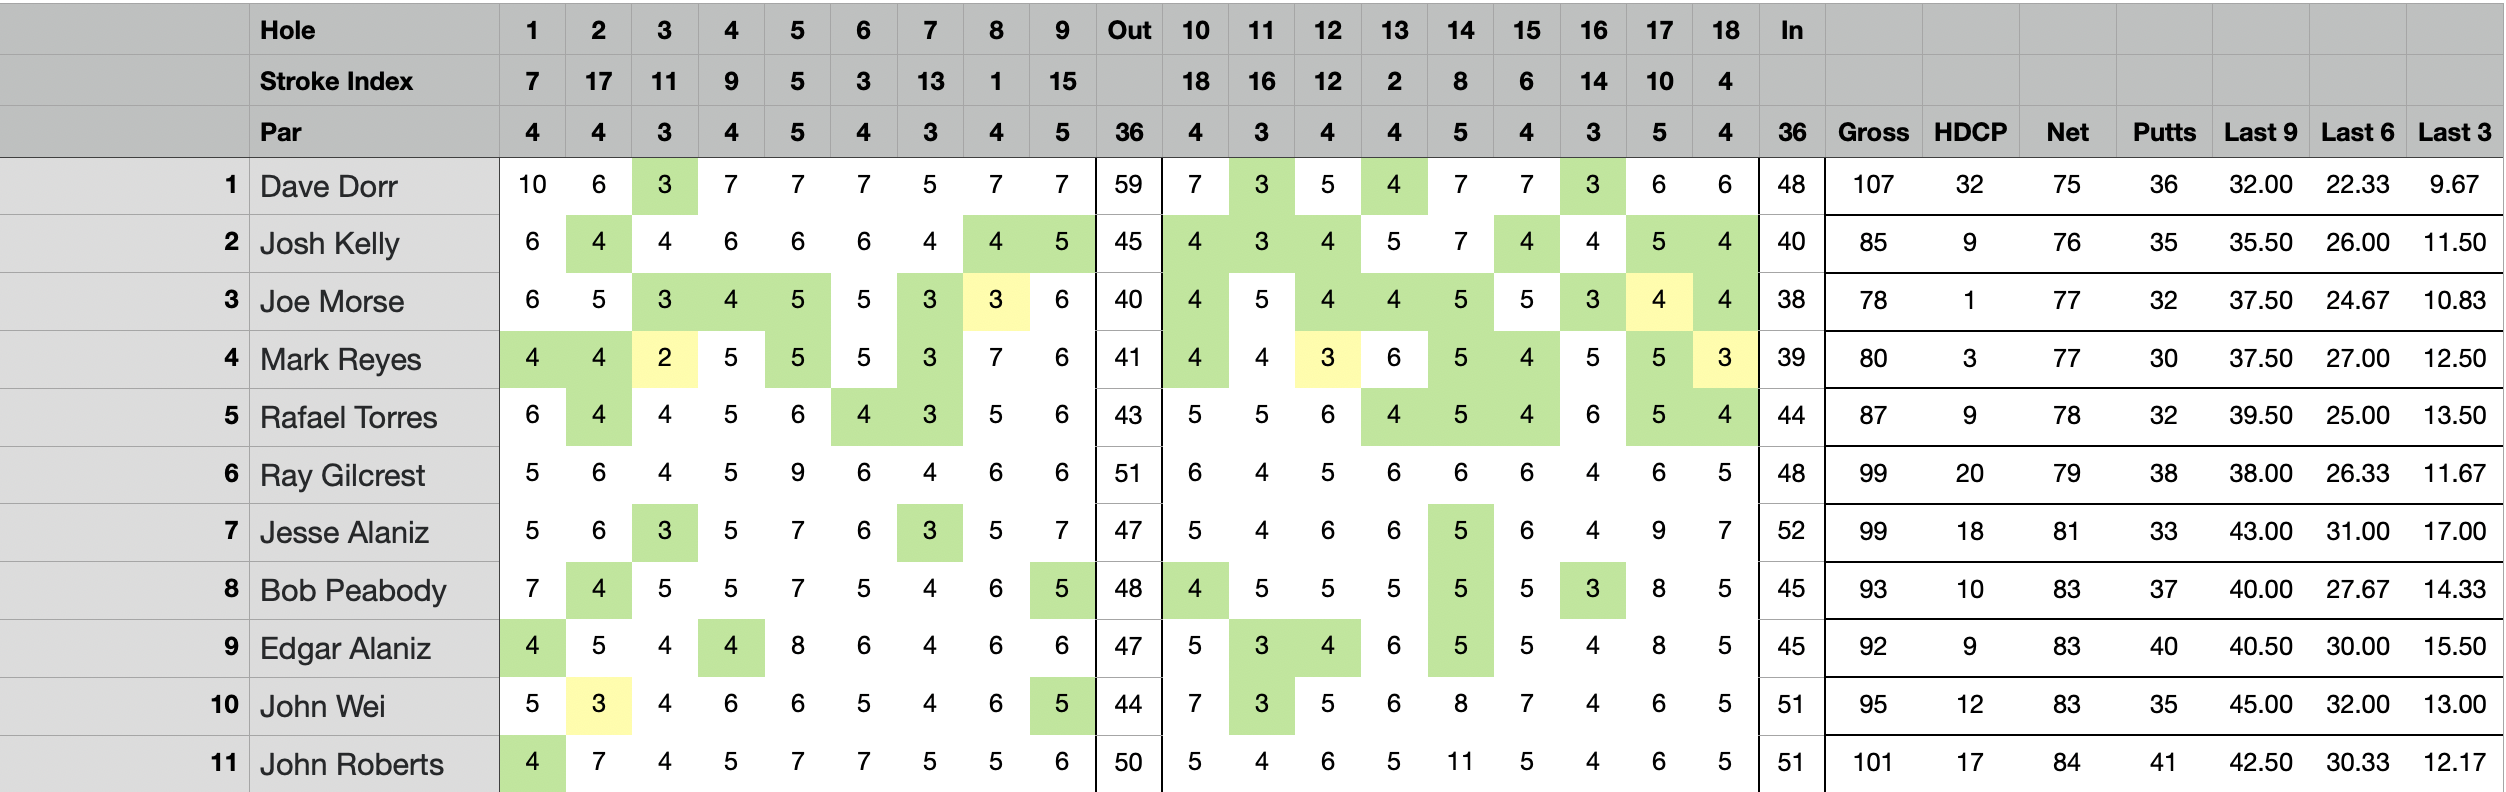 Hole 1 2 3 4 5 6 7 8 9 Out 10 11 12 13 14 15 16 17 18 In
Stroke Index 7 17 11 9 5 3 13 1 15 18 16 12 2 8 6 14 10 4
Par 4 4 3 4 5 4 3 4 5 36 4 3 4 4 5 4 3 5 4 36 Gross HDCP Net Putts Last 9 Last 6 Last 3
1 Dave Dorr 10 6 3 7 7 7 5 7 7 59 7 3 5 4 7 7 3 6 6 48 107 32 75 36 32.00 22.33 9.67
2 Josh Kelly 6 4 4 6 6 6 4 4 5 45 4 3 4 5 7 4 4 5 4 40 85 9 76 35 35.50 26.00 11.50
3 Joe Morse 6 5 3 4 5 5 3 3 6 40 4 5 4 4 5 5 3 4 4 38 78 1 77 32 37.50 24.67 10.83
4 Mark Reyes 4 4 2 5 5 5 3 7 6 41 4 4 3 6 5 4 5 5 3 39 80 3 77 30 37.50 27.00 12.50
5 Rafael Torres 6 4 4 5 6 4 3 5 6 43 5 5 6 4 5 4 6 5 4 44 87 9 78 32 39.50 25.00 13.50
6 Ray Gilcrest 5 6 4 5 9 6 4 6 6 51 6 4 5 6 6 6 4 6 5 48 99 20 79 38 38.00 26.33 11.67
7 Jesse Alaniz 5 6 3 5 7 6 3 5 7 47 5 4 6 6 5 6 4 9 7 52 99 18 81 33 43.00 31.00 17.00
8 Bob Peabody 7 4 5 5 7 5 4 6 5 48 4 5 5 5 5 5 3 8 5 45 93 10 83 37 40.00 27.67 14.33
9 Edgar Alaniz 4 5 4 4 8 6 4 6 6 47 5 3 4 6 5 5 4 8 5 45 92 9 83 40 40.50 30.00 15.50
10 John Wei 5 3 4 6 6 5 4 6 5 44 7 3 5 6 8 7 4 6 5 51 95 12 83 35 45.00 32.00 13.00
11 John Roberts 4 7 4 5 7 7 5 5 6 50 5 4 6 5 11 5 4 6 5 51 101 17 84 41 42.50 30.33 12.17